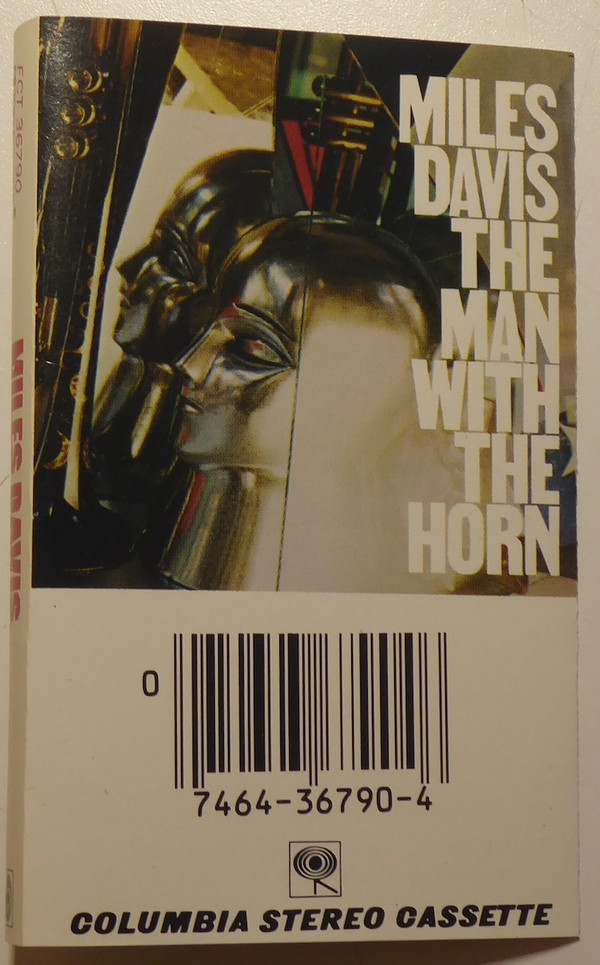 FCT 36790
MILES DAVIS
MILES
DAVIS
THE
MAN
WITH
THE
HORN
0
7464-36790-4
COLUMBIA STEREO CASSETTE